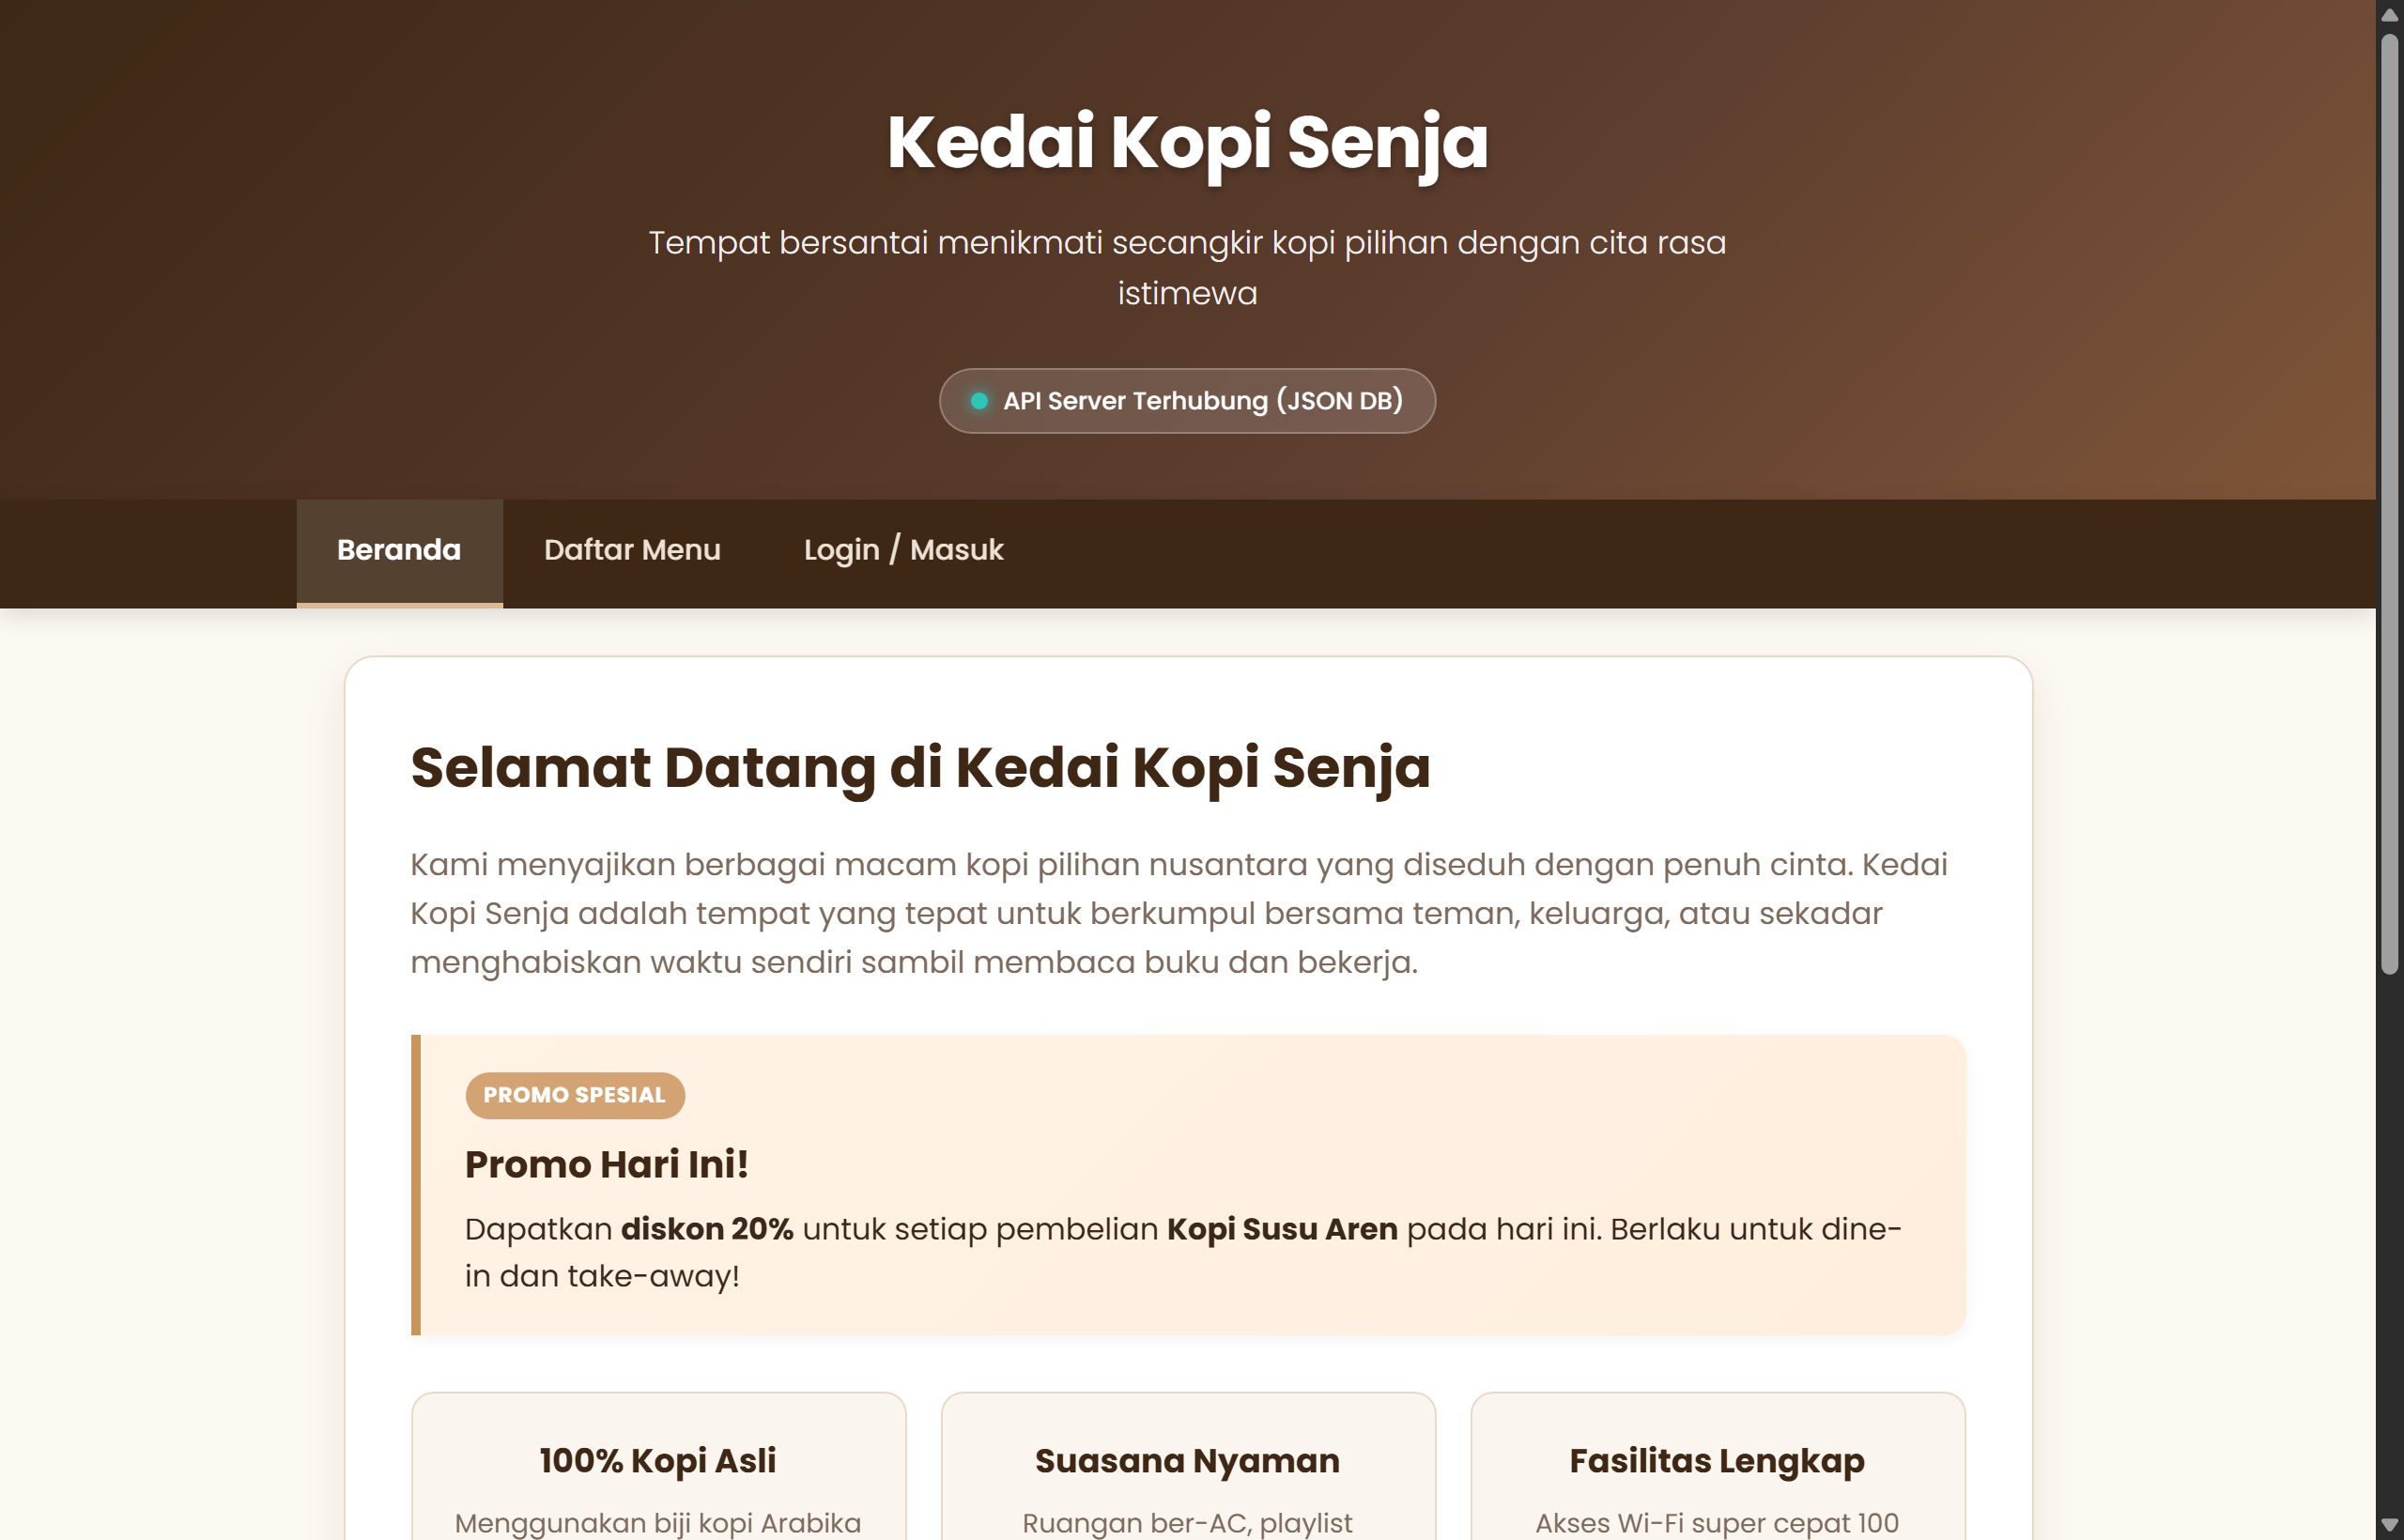 Kedai Kopi Senja
Tempat bersantai menikmati secangkir kopi pilihan dengan cita rasa
istimewa
API Server Terhubung (JSON DB)
Beranda
Daftar Menu
Login / Masuk
Selamat Datang di Kedai Kopi Senja
Kami menyajikan berbagai macam kopi pilihan nusantara yang diseduh dengan penuh cinta. Kedai
Kopi Senja adalah tempat yang tepat untuk berkumpul bersama teman, keluarga, atau sekadar
menghabiskan waktu sendiri sambil membaca buku dan bekerja.
PROMO SPESIAL
Promo Hari Ini!
Dapatkan diskon 20% untuk setiap pembelian Kopi Susu Aren pada hari ini. Berlaku untuk dine-
in dan take-away!
100% Kopi Asli
Menggunakan biji kopi Arabika
Suasana Nyaman
Ruangan ber-AC, playlist
Fasilitas Lengkap
Akses Wi-Fi super cepat 100